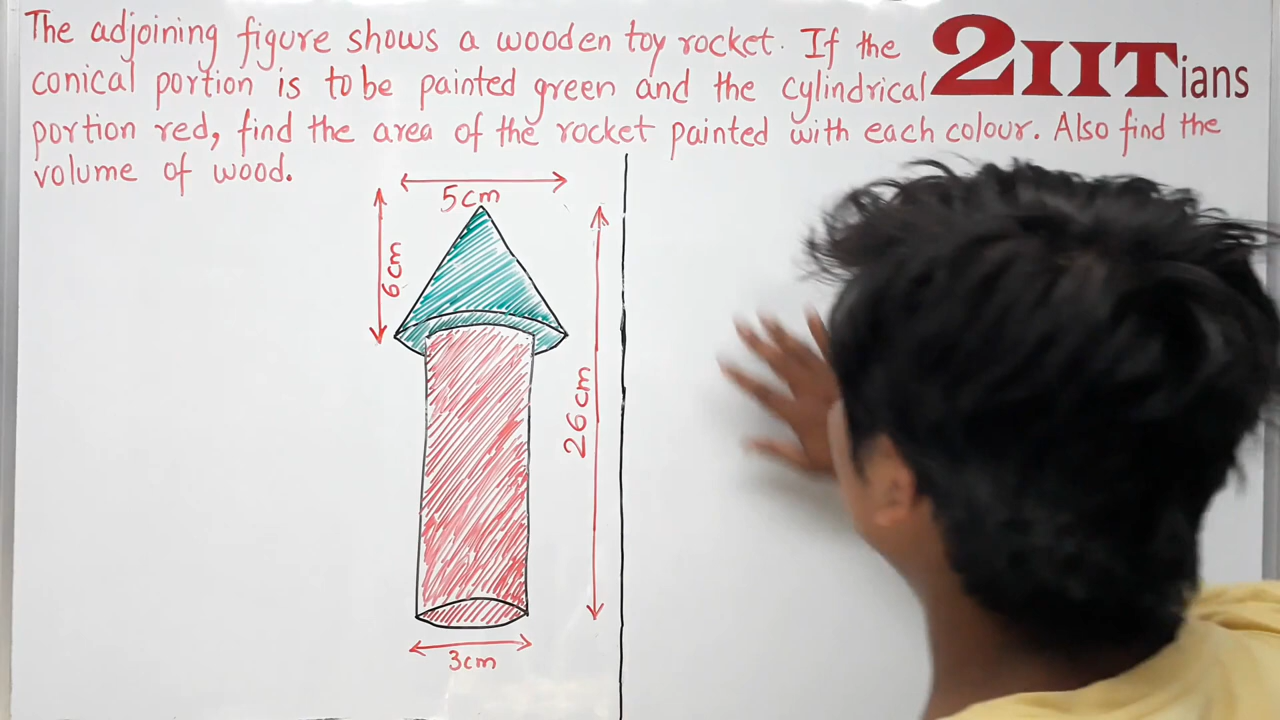 The adjoining figure shows a wooden toy rocket. If the
conical portion is to be painted green and the cylindrical
portion red, find the area of the rocket painted with each colour. Also find the
volume of wood.
2IITians
5cm
6cm
26cm
3cm